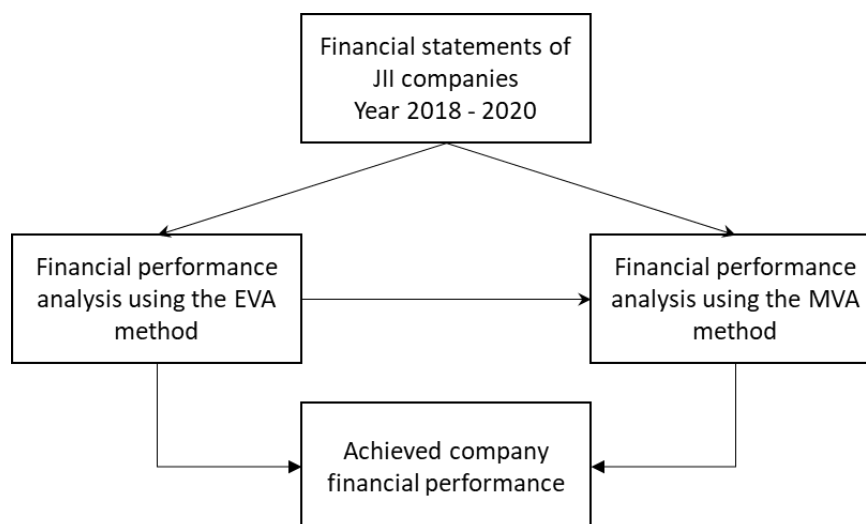 Financial statements of
JII companies
Year 2018 - 2020
Financial performance
analysis using the EVA
method
Financial performance
analysis using the MVA
method
Achieved company
financial performance